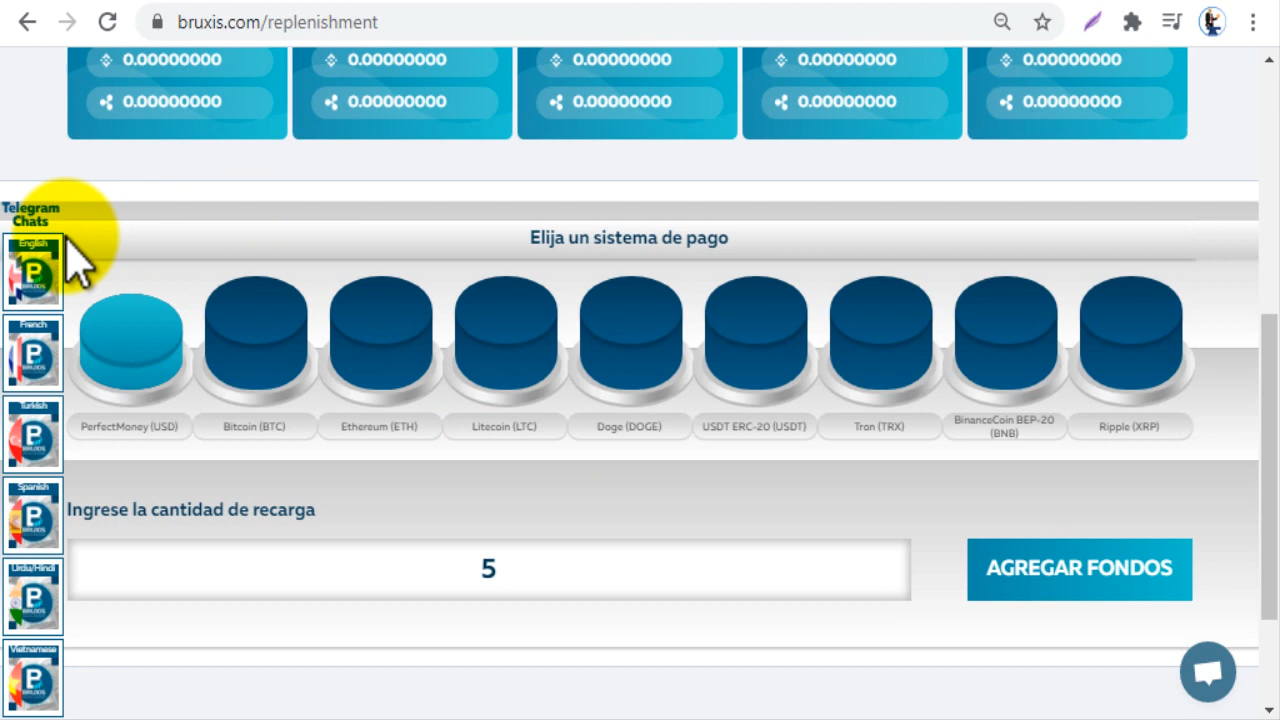 bruxis.com/replenishment
0.00000000 0.00000000 0.00000000 0.00000000 0.00000000
0.00000000 0.00000000 0.00000000 0.00000000 0.00000000
Telegram
Chats
English
French
Turkish
Spanish
Urdu/Hindi
Vietnamese
Elija un sistema de pago
PerfectMoney (USD)
Bitcoin (BTC)
Ethereum (ETH)
Litecoin (LTC)
Doge (DOGE)
USDT ERC-20 (USDT)
Tron (TRX)
BinanceCoin BEP-20
(BNB)
Ripple (XRP)
Ingrese la cantidad de recarga
5
AGREGAR FONDOS